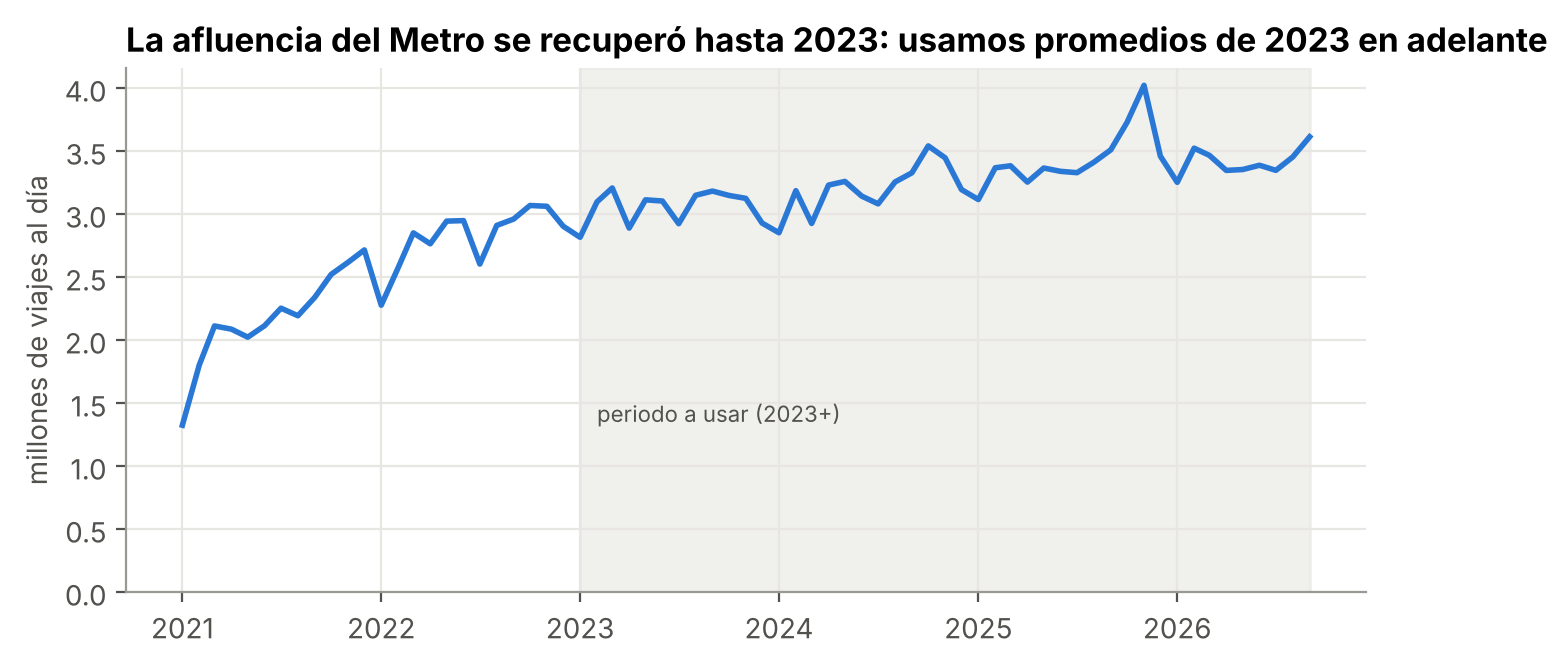 La afluencia del Metro se recuperó hasta 2023: usamos promedios de 2023 en adelante
millones de viajes al día
4.0
3.5
3.0
2.5
2.0
1.5
1.0
0.5
0.0
periodo a usar (2023+)
2021 2022 2023 2024 2025 2026